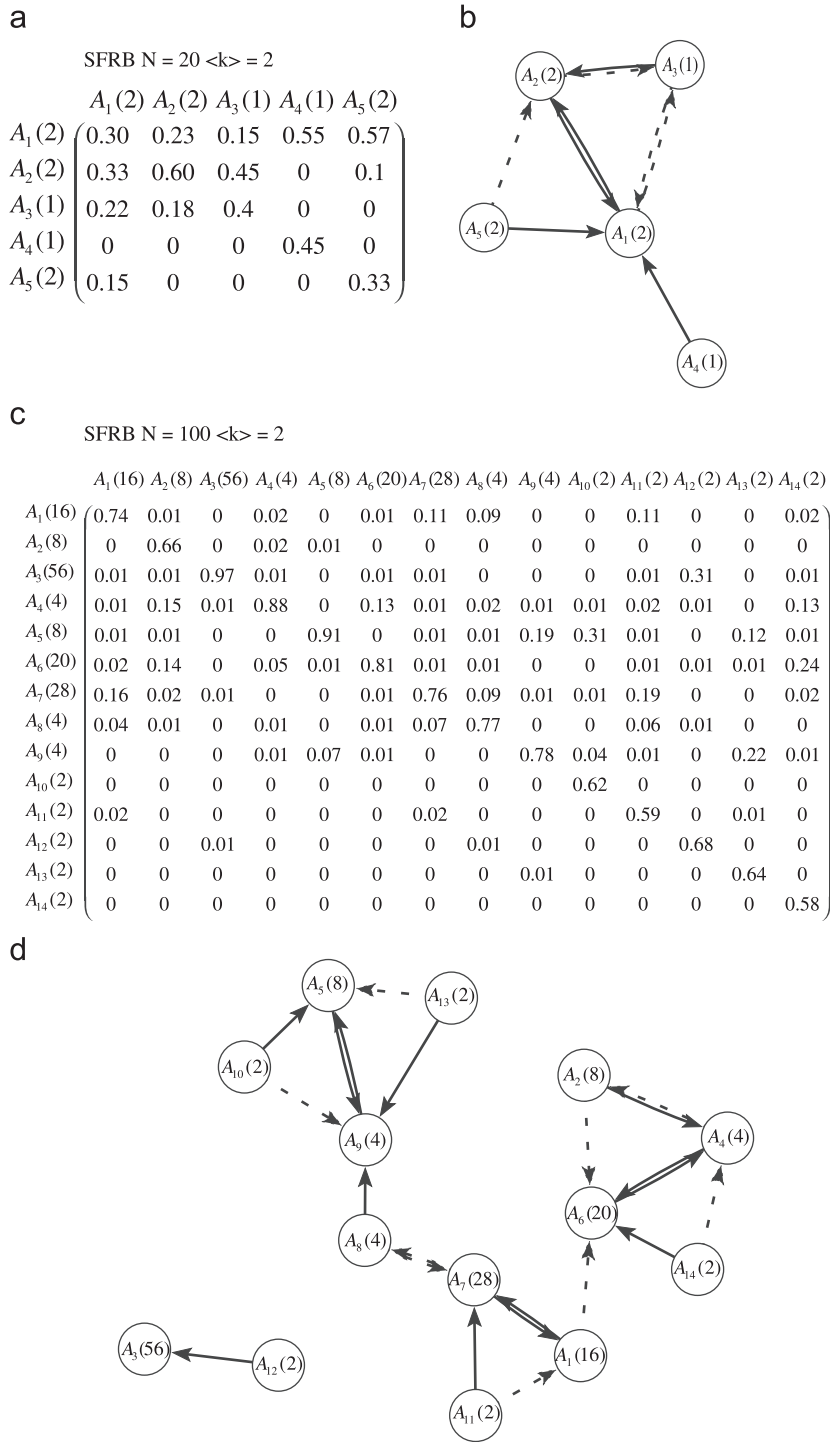 a
SFRB N = 20 <k> = 2
A1(2) A2(2) A3(1) A4(1) A5(2)
A1(2) 0.30 0.23 0.15 0.55 0.57
A2(2) 0.33 0.60 0.45 0 0.1
A3(1) 0.22 0.18 0.4 0 0
A4(1) 0 0 0 0.45 0
A5(2) 0.15 0 0 0 0.33
b
A2(2)
A3(1)
A5(2)
A1(2)
A4(1)
c
SFRB N = 100 <k> = 2
A1(16) A2(8) A3(56) A4(4) A5(8) A6(20) A7(28) A8(4) A9(4) A10(2) A11(2) A12(2) A13(2) A14(2)
A1(16) 0.74 0.01 0 0.02 0 0.01 0.11 0.09 0 0 0.11 0 0 0.02
A2(8) 0 0.66 0 0.02 0.01 0 0 0 0 0 0 0 0 0
A3(56) 0.01 0.01 0.97 0.01 0 0.01 0.01 0 0 0 0.01 0.31 0 0.01
A4(4) 0.01 0.15 0.01 0.88 0 0.13 0.01 0.02 0.01 0.01 0.02 0.01 0 0.13
A5(8) 0.01 0.01 0 0 0.91 0 0.01 0.01 0.19 0.31 0.01 0 0.12 0.01
A6(20) 0.02 0.14 0 0.05 0.01 0.81 0.01 0.01 0 0 0.01 0.01 0.01 0.24
A7(28) 0.16 0.02 0.01 0 0 0.01 0.76 0.09 0.01 0.01 0.19 0 0 0.02
A8(4) 0.04 0.01 0 0.01 0 0.01 0.07 0.77 0 0 0.06 0.01 0 0
A9(4) 0 0 0 0.01 0.07 0.01 0 0 0.78 0.04 0.01 0 0.22 0.01
A10(2) 0 0 0 0 0 0 0 0 0 0.62 0 0 0 0
A11(2) 0.02 0 0 0 0 0 0.02 0 0 0 0.59 0 0.01 0
A12(2) 0 0 0.01 0 0 0 0 0.01 0 0 0 0.68 0 0
A13(2) 0 0 0 0 0 0 0 0 0.01 0 0 0 0.64 0
A14(2) 0 0 0 0 0 0 0 0 0 0 0 0 0 0.58
d
A5(8)
A13(2)
A10(2)
A2(8)
A9(4)
A4(4)
A6(20)
A8(4)
A7(28)
A14(2)
A3(56)
A12(2)
A1(16)
A11(2)